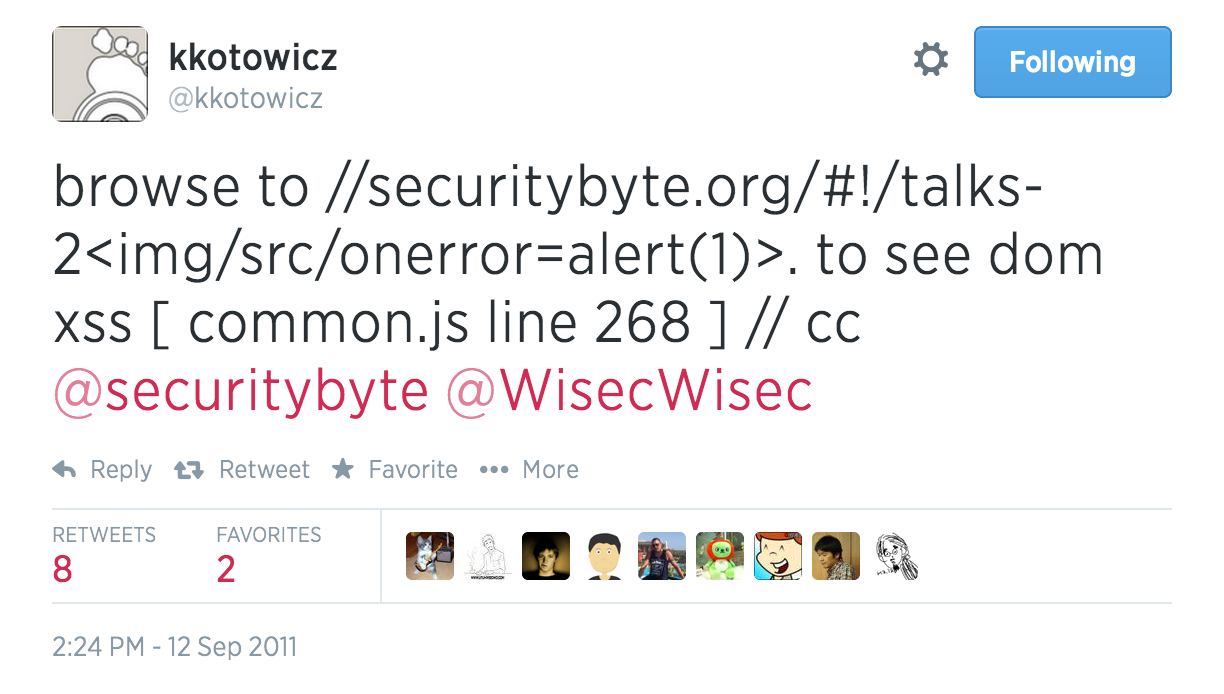 kkotowicz
@kkotowicz
Following
browse to //securitybyte.org/#!/talks-
2<img/src/onerror=alert(1)>. to see dom
xss [ common.js line 268 ] // cc
@securitybyte @WisecWisec
Reply Retweet Favorite More
RETWEETS FAVORITES
8 2
2:24 PM - 12 Sep 2011